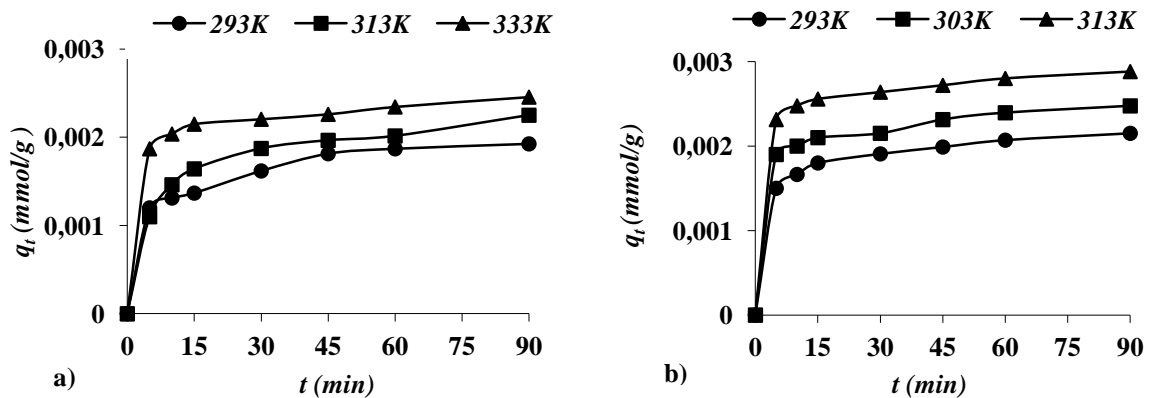 293K 313K 333K
0,003
0,002
0,001
0
qt (mmol/g)
0 15 30 45 60 75 90
t (min)
a)
293K 303K 313K
0,003
0,002
0,001
0
qt (mmol/g)
0 15 30 45 60 75 90
t (min)
b)